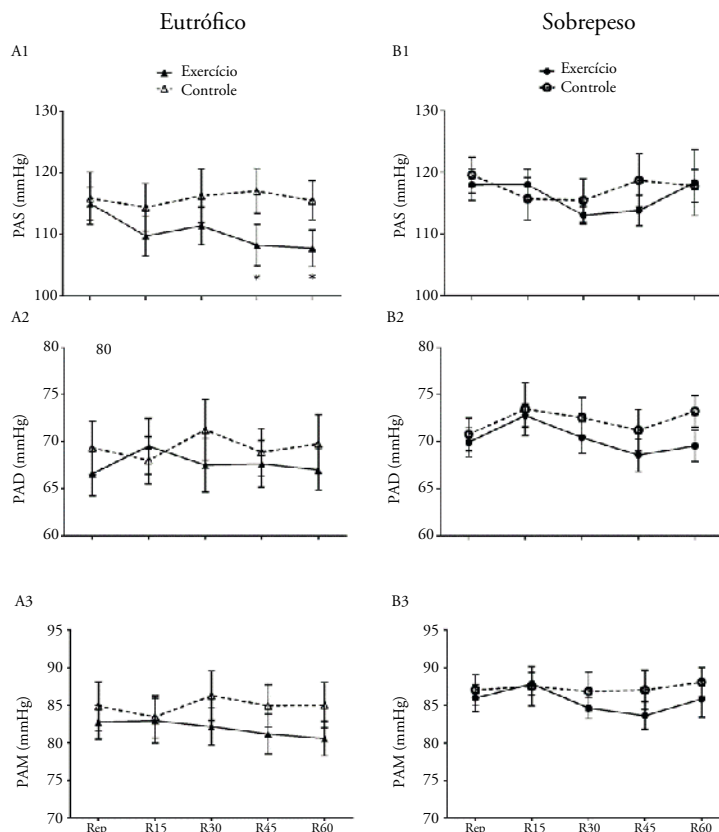 Eutrófico
A1
Exercício
Controle
130
120
110
100
PAS (mmHg)
* *
A2
80
80
75
70
65
60
PAD (mmHg)
A3
95
90
85
80
75
70
PAM (mmHg)
Rep R15 R30 R45 R60
Sobrepeso
B1
Exercício
Controle
130
120
110
100
PAS (mmHg)
B2
80
75
70
65
60
PAD (mmHg)
B3
95
90
85
80
75
70
PAM (mmHg)
Rep R15 R30 R45 R60